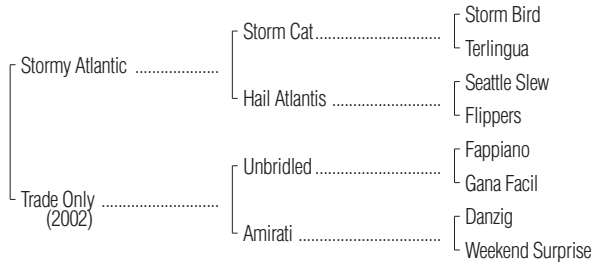 Storm Bird
Storm Cat
Terlingua
Stormy Atlantic
Seattle Slew
Hail Atlantis
Flippers
Fappiano
Unbridled
Gana Facil
Trade Only
(2002)
Danzig
Amirati
Weekend Surprise